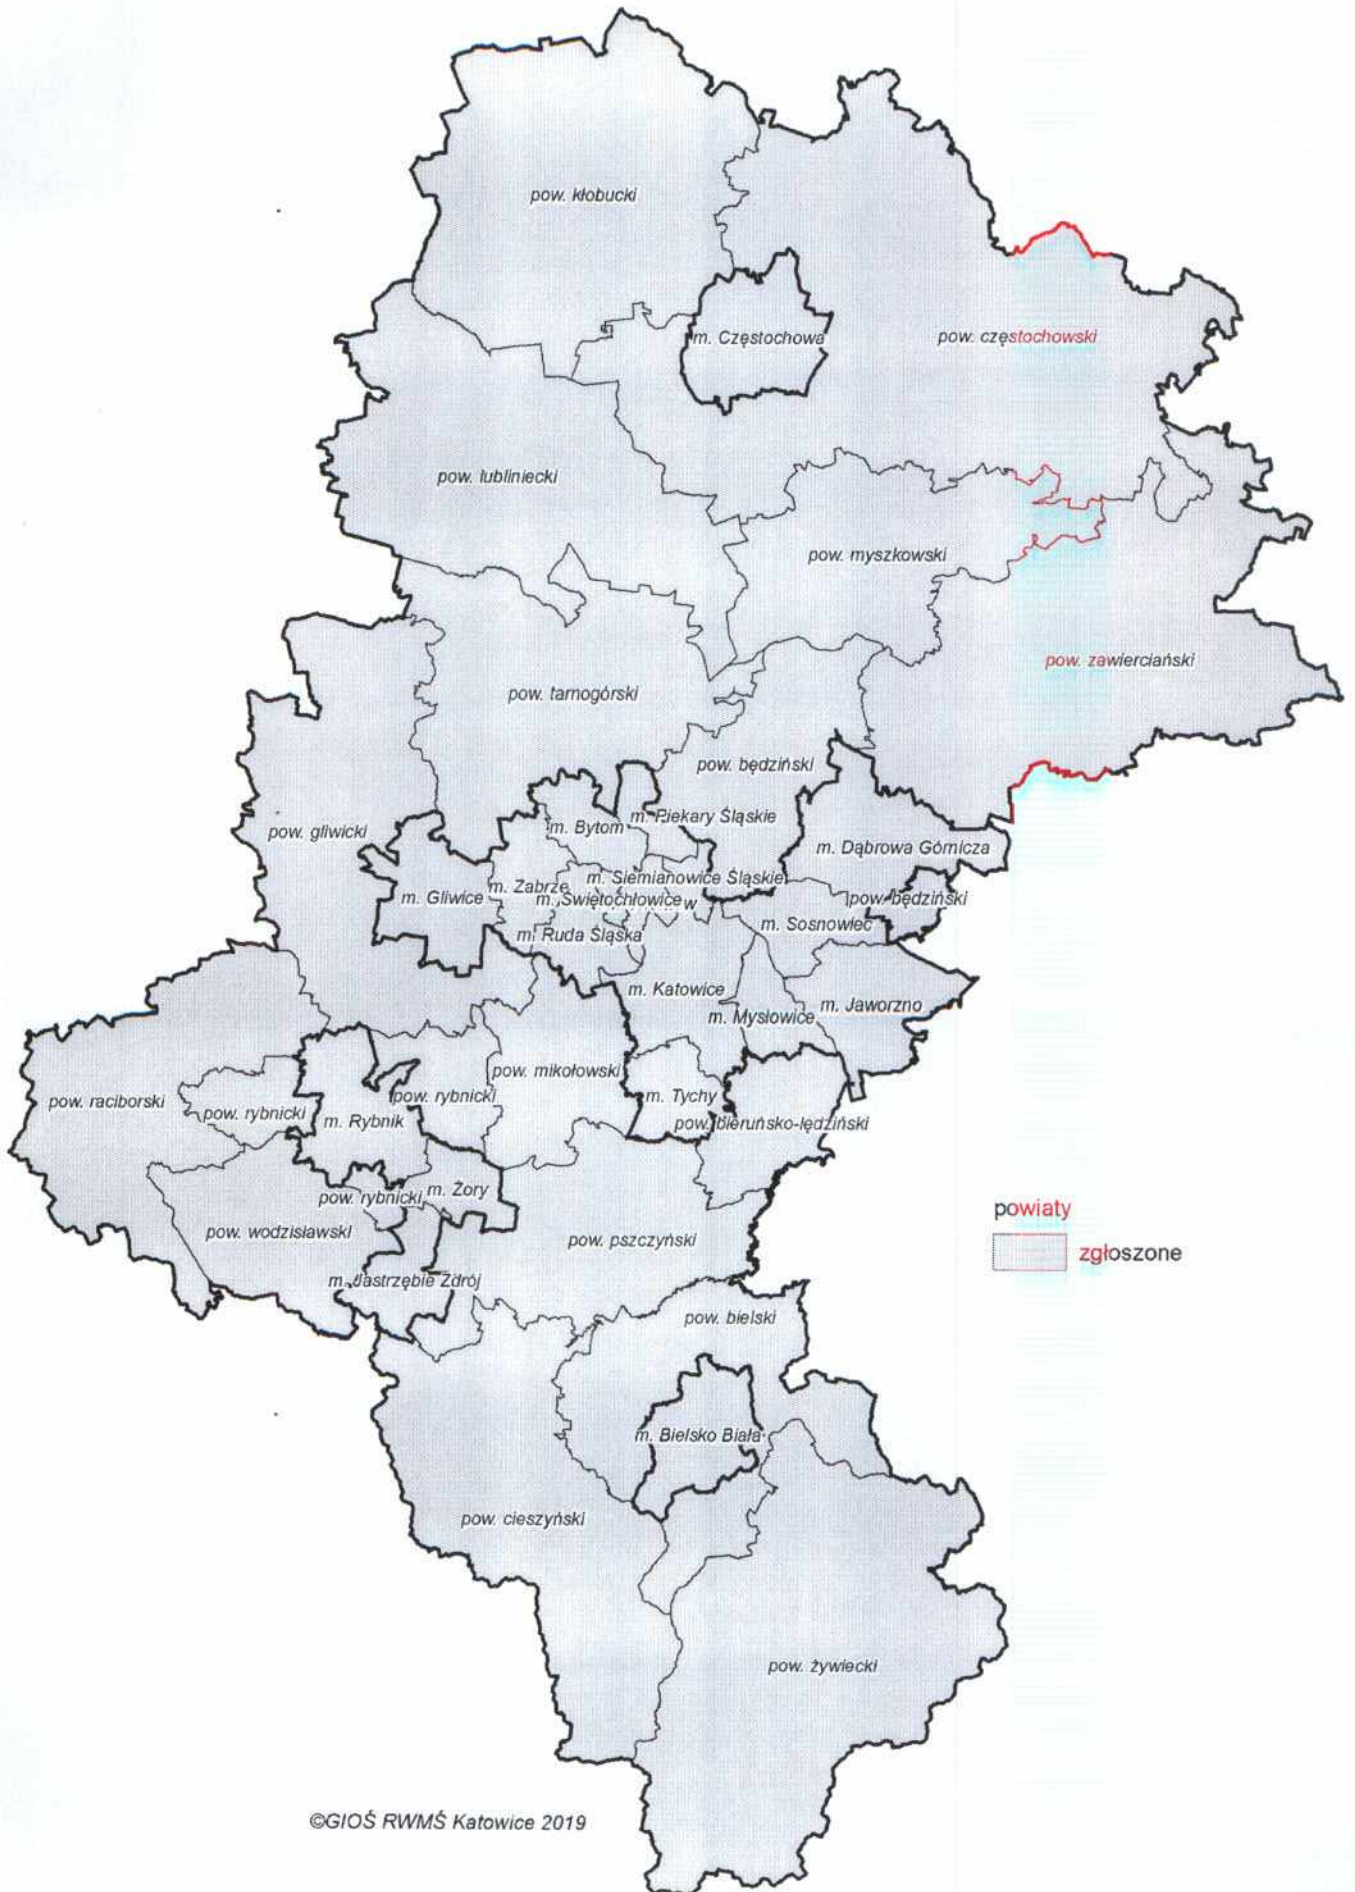 pow. kłobucki
m. Częstochowa
pow. częstochowski
pow. lubliniecki
pow. myszkowski
pow. zawierciański
pow. tarnogórski
pow. będziński
m. Piekary Śląskie
m. Bytom
pow. gliwicki
m. Dąbrowa Górnicza
m. Siemianowice Śląskie
m. Zabrze
m. Gliwice
m. Świętochłowice
pow. będziński
m. Sosnowiec
m. Ruda Śląska
m. Katowice
m. Jaworzno
m. Mysłowice
pow. mikołowski
pow. raciborski
pow. rybnicki
m. Rybnik
pow. rybnicki
m. Tychy
pow. bieruńsko-lędziński
pow. rybnicki
m. Żory
powiaty
pow. wodzisławski
pow. pszczyński
zgłoszone
m. Jastrzębie Zdrój
pow. bielski
m. Bielsko Biała
pow. cieszyński
pow. żywiecki
©GIOŚ RWMŚ Katowice 2019